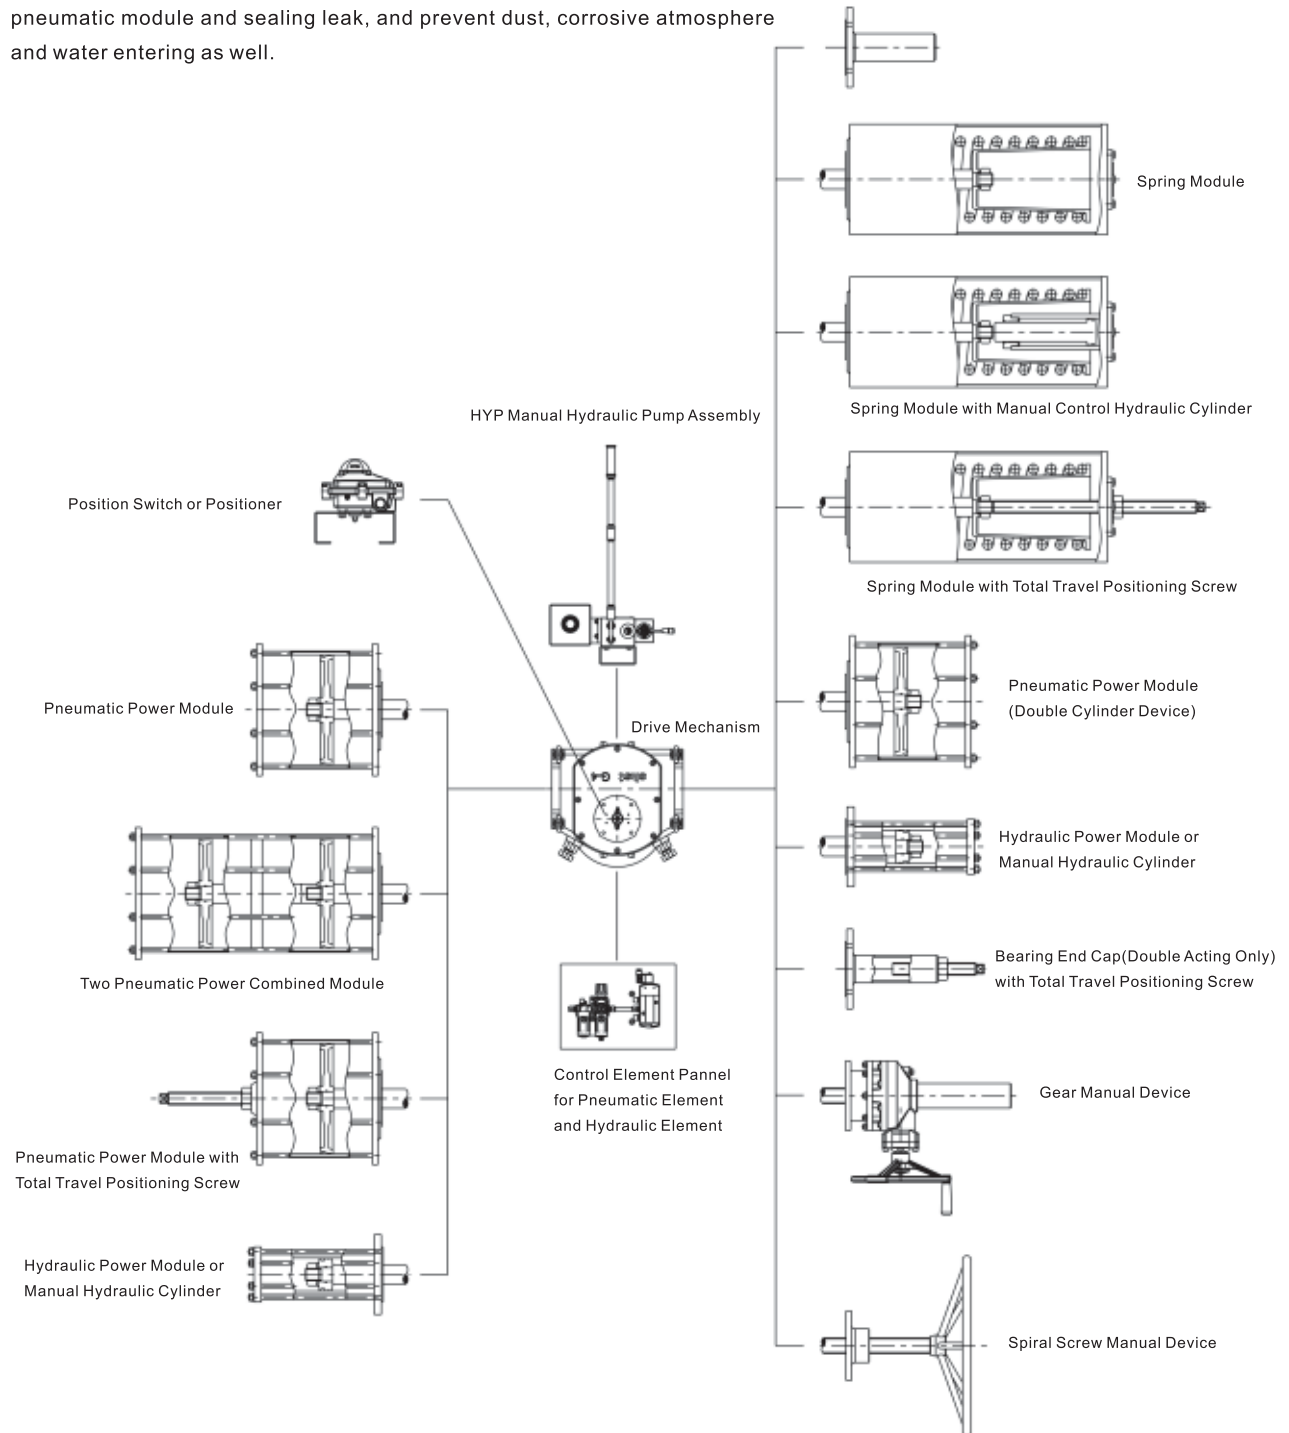 pneumatic module and sealing leak, and prevent dust, corrosive atmosphere
and water entering as well.
Spring Module
Spring Module with Manual Control Hydraulic Cylinder
HYP Manual Hydraulic Pump Assembly
Position Switch or Positioner
Spring Module with Total Travel Positioning Screw
Pneumatic Power Module
Drive Mechanism
Pneumatic Power Module
(Double Cylinder Device)
Hydraulic Power Module or
Manual Hydraulic Cylinder
Two Pneumatic Power Combined Module
Bearing End Cap(Double Acting Only)
with Total Travel Positioning Screw
Control Element Pannel
for Pneumatic Element
and Hydraulic Element
Gear Manual Device
Pneumatic Power Module with
Total Travel Positioning Screw
Hydraulic Power Module or
Manual Hydraulic Cylinder
Spiral Screw Manual Device